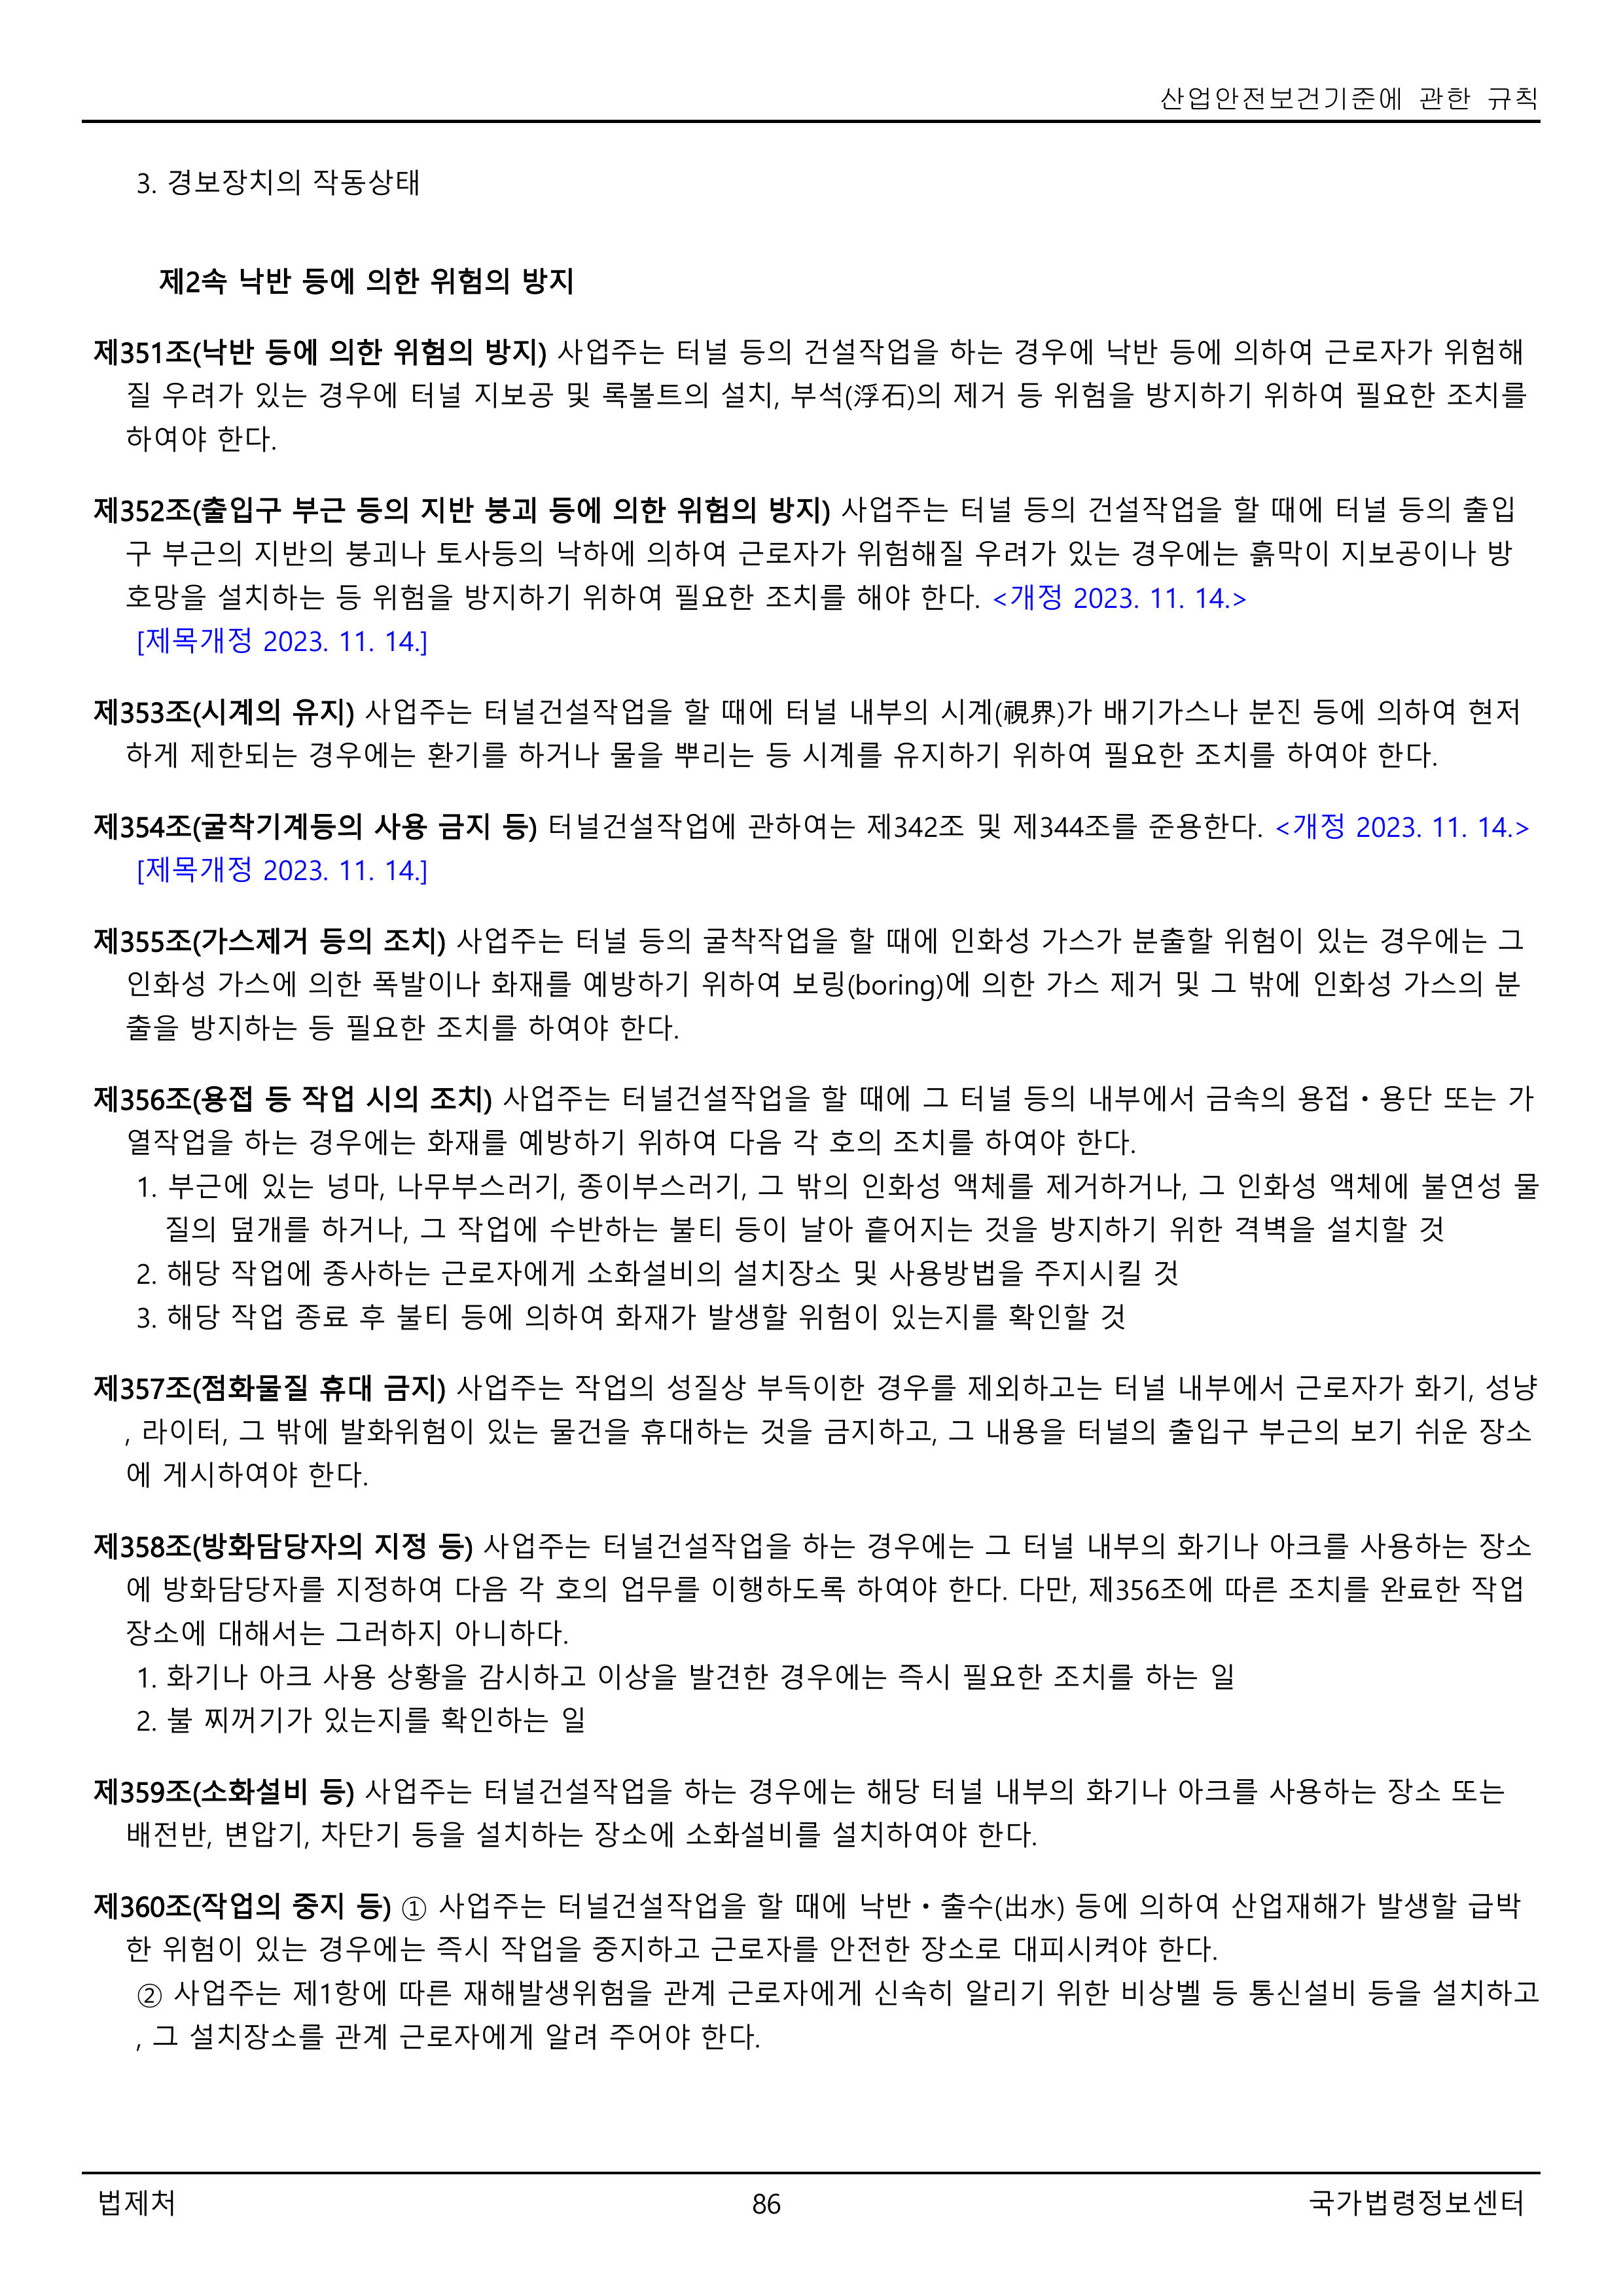 산업안전보건기준에 관한 규칙
3. 경보장치의 작동상태
제2속 낙반 등에 의한 위험의 방지
제351조(낙반 등에 의한 위험의 방지) 사업주는 터널 등의 건설작업을 하는 경우에 낙반 등에 의하여 근로자가 위험해
질 우려가 있는 경우에 터널 지보공 및 록볼트의 설치, 부석(浮石)의 제거 등 위험을 방지하기 위하여 필요한 조치를
하여야 한다.
제352조(출입구 부근 등의 지반 붕괴 등에 의한 위험의 방지) 사업주는 터널 등의 건설작업을 할 때에 터널 등의 출입
구 부근의 지반의 붕괴나 토사등의 낙하에 의하여 근로자가 위험해질 우려가 있는 경우에는 흙막이 지보공이나 방
호망을 설치하는 등 위험을 방지하기 위하여 필요한 조치를 해야 한다. <개정 2023. 11. 14.>
[제목개정 2023. 11. 14.]
제353조(시계의 유지) 사업주는 터널건설작업을 할 때에 터널 내부의 시계(視界)가 배기가스나 분진 등에 의하여 현저
하게 제한되는 경우에는 환기를 하거나 물을 뿌리는 등 시계를 유지하기 위하여 필요한 조치를 하여야 한다.
제354조(굴착기계등의 사용 금지 등) 터널건설작업에 관하여는 제342조 및 제344조를 준용한다. <개정 2023. 11. 14.>
[제목개정 2023. 11. 14.]
제355조(가스제거 등의 조치) 사업주는 터널 등의 굴착작업을 할 때에 인화성 가스가 분출할 위험이 있는 경우에는 그
인화성 가스에 의한 폭발이나 화재를 예방하기 위하여 보링(boring)에 의한 가스 제거 및 그 밖에 인화성 가스의 분
출을 방지하는 등 필요한 조치를 하여야 한다.
제356조(용접 등 작업 시의 조치) 사업주는 터널건설작업을 할 때에 그 터널 등의 내부에서 금속의 용접ㆍ용단 또는 가
열작업을 하는 경우에는 화재를 예방하기 위하여 다음 각 호의 조치를 하여야 한다.
1. 부근에 있는 넝마, 나무부스러기, 종이부스러기, 그 밖의 인화성 액체를 제거하거나, 그 인화성 액체에 불연성 물
질의 덮개를 하거나, 그 작업에 수반하는 불티 등이 날아 흩어지는 것을 방지하기 위한 격벽을 설치할 것
2. 해당 작업에 종사하는 근로자에게 소화설비의 설치장소 및 사용방법을 주지시킬 것
3. 해당 작업 종료 후 불티 등에 의하여 화재가 발생할 위험이 있는지를 확인할 것
제357조(점화물질 휴대 금지) 사업주는 작업의 성질상 부득이한 경우를 제외하고는 터널 내부에서 근로자가 화기, 성냥
, 라이터, 그 밖에 발화위험이 있는 물건을 휴대하는 것을 금지하고, 그 내용을 터널의 출입구 부근의 보기 쉬운 장소
에 게시하여야 한다.
제358조(방화담당자의 지정 등) 사업주는 터널건설작업을 하는 경우에는 그 터널 내부의 화기나 아크를 사용하는 장소
에 방화담당자를 지정하여 다음 각 호의 업무를 이행하도록 하여야 한다. 다만, 제356조에 따른 조치를 완료한 작업
장소에 대해서는 그러하지 아니하다.
1. 화기나 아크 사용 상황을 감시하고 이상을 발견한 경우에는 즉시 필요한 조치를 하는 일
2. 불 찌꺼기가 있는지를 확인하는 일
제359조(소화설비 등) 사업주는 터널건설작업을 하는 경우에는 해당 터널 내부의 화기나 아크를 사용하는 장소 또는
배전반, 변압기, 차단기 등을 설치하는 장소에 소화설비를 설치하여야 한다.
제360조(작업의 중지 등) ① 사업주는 터널건설작업을 할 때에 낙반ㆍ출수(出水) 등에 의하여 산업재해가 발생할 급박
한 위험이 있는 경우에는 즉시 작업을 중지하고 근로자를 안전한 장소로 대피시켜야 한다.
② 사업주는 제1항에 따른 재해발생위험을 관계 근로자에게 신속히 알리기 위한 비상벨 등 통신설비 등을 설치하고
, 그 설치장소를 관계 근로자에게 알려 주어야 한다.
법제처 86 국가법령정보센터